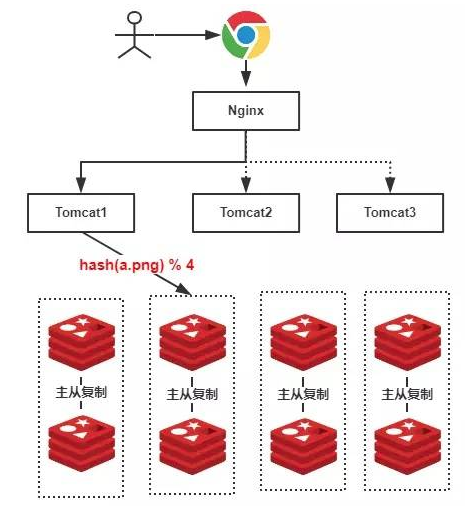 Nginx
Tomcat1
Tomcat2
Tomcat3
hash(a.png) % 4
主从复制
主从复制
主从复制
主从复制